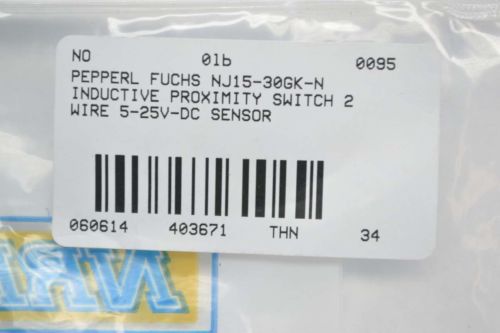 NO 01b 0095
PEPPERL FUCHS NJ15-30GK-N
INDUCTIVE PROXIMITY SWITCH 2
WIRE 5-25V-DC SENSOR
060614 403671 THN 34